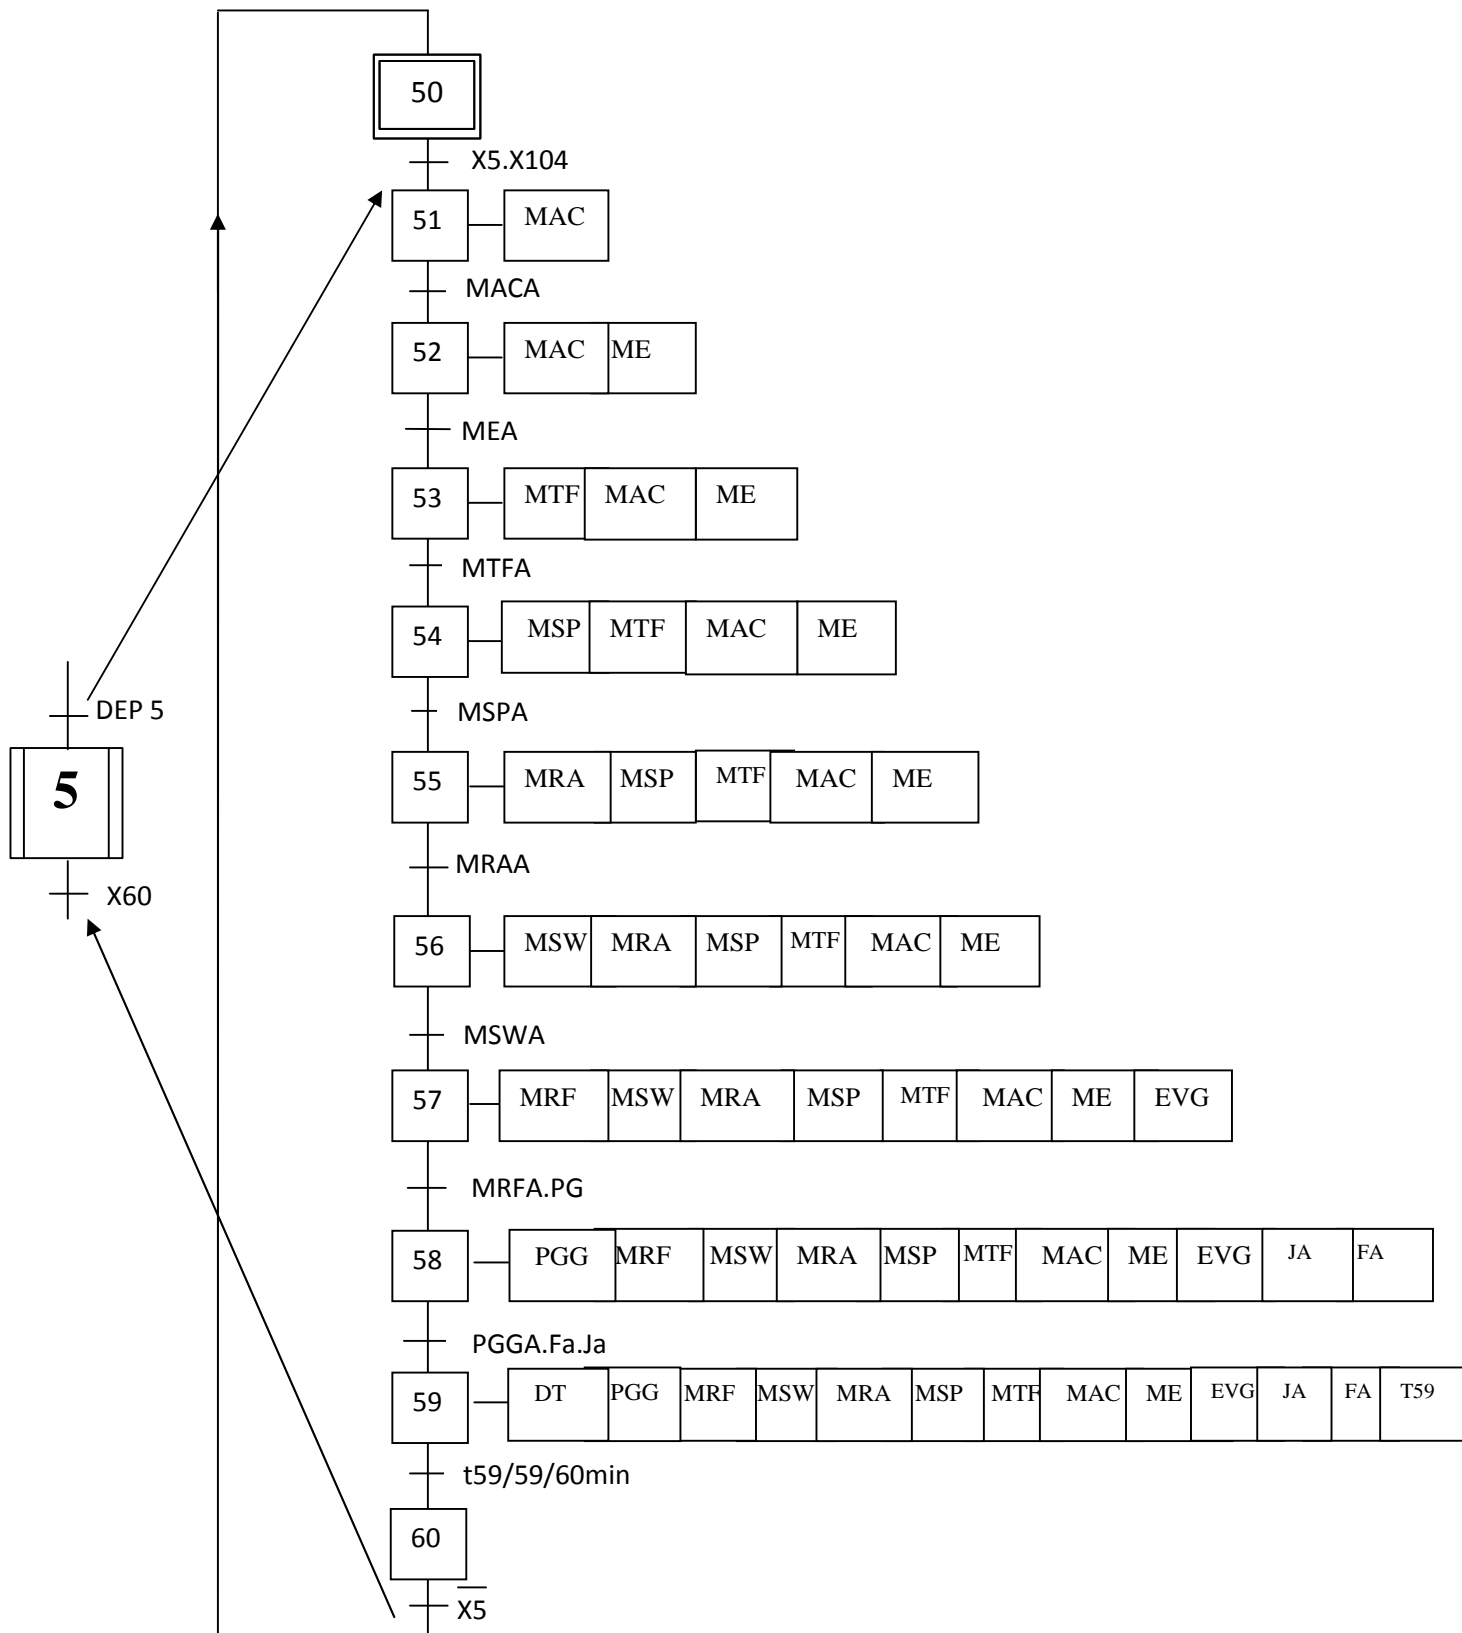 50
X5.X104
51 MAC
MACA
52 MAC ME
MEA
53 MTF MAC ME
MTFA
54 MSP MTF MAC ME
DEP 5
MSPA
5
55 MRA MSP MTF MAC ME
MRAA
X60
56 MSW MRA MSP MTF MAC ME
MSWA
57 MRF MSW MRA MSP MTF MAC ME EVG
MRFA.PG
58 PGG MRF MSW MRA MSP MTF MAC ME EVG JA FA
PGGA.Fa.Ja
59 DT PGG MRF MSW MRA MSP MTF MAC ME EVG JA FA T59
t59/59/60min
60
X̅5̅